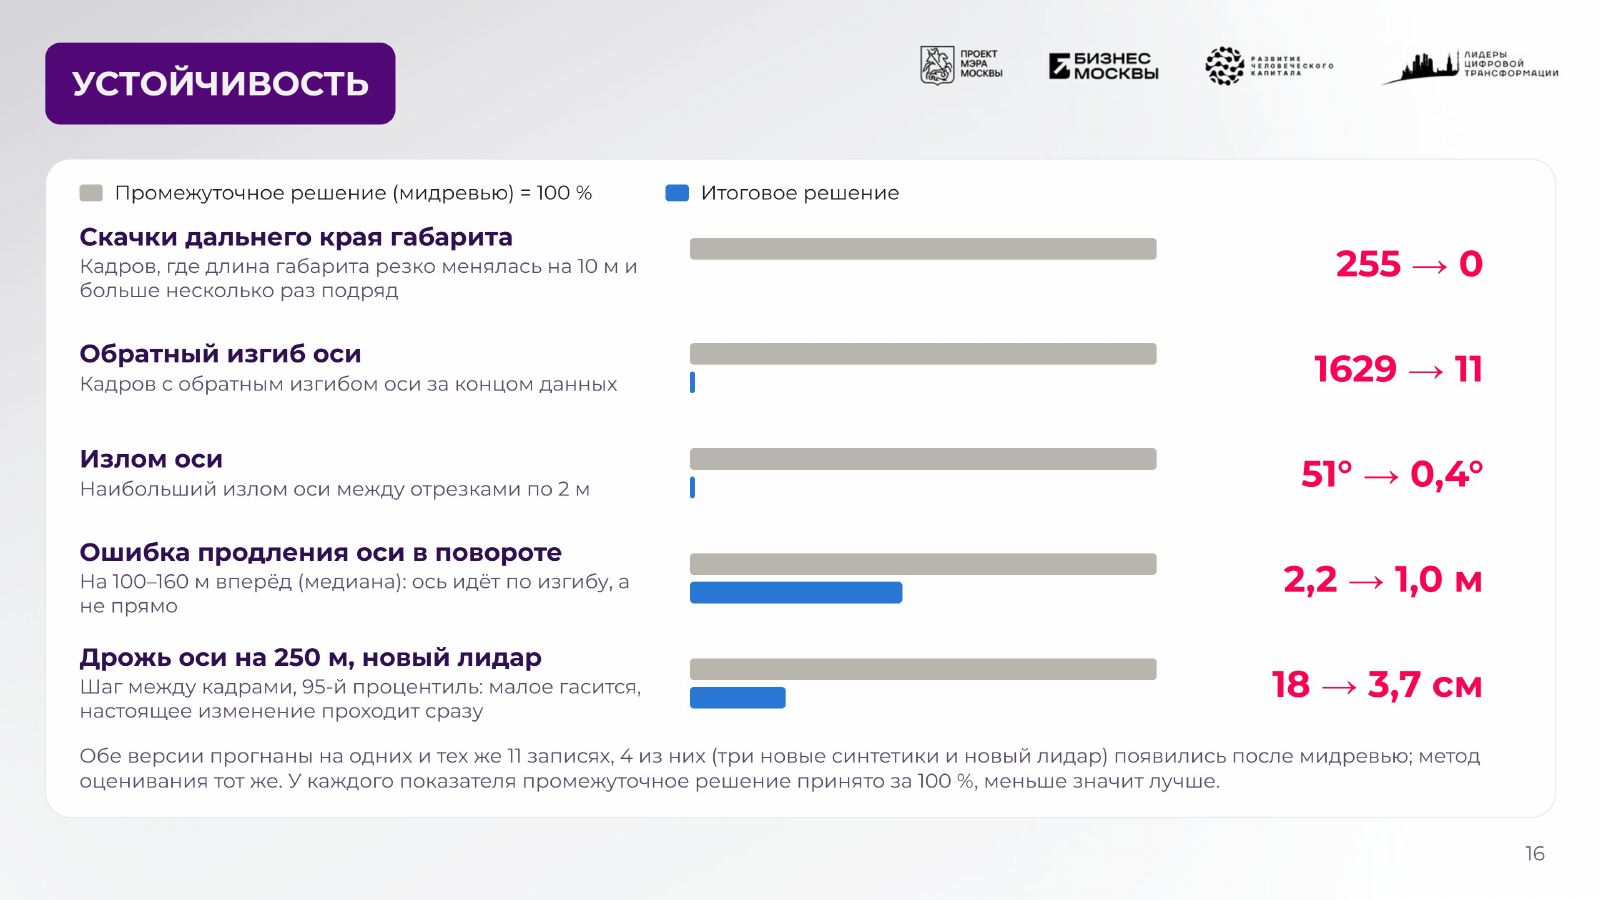 УСТОЙЧИВОСТЬ
ПРОЕКТ
МЭРА
МОСКВЫ
БИЗНЕС
МОСКВЫ
РАЗВИТИЕ
ЧЕЛОВЕЧЕСКОГО
КАПИТАЛА
ЛИДЕРЫ
ЦИФРОВОЙ
ТРАНСФОРМАЦИИ
Промежуточное решение (мидревью) = 100 %
Итоговое решение
Скачки дальнего края габарита
Кадров, где длина габарита резко менялась на 10 м и
больше несколько раз подряд
255 → 0
Обратный изгиб оси
Кадров с обратным изгибом оси за концом данных
1629 → 11
Излом оси
Наибольший излом оси между отрезками по 2 м
51° → 0,4°
Ошибка продления оси в повороте
На 100–160 м вперёд (медиана): ось идёт по изгибу, а
не прямо
2,2 → 1,0 м
Дрожь оси на 250 м, новый лидар
Шаг между кадрами, 95-й процентиль: малое гасится,
настоящее изменение проходит сразу
18 → 3,7 см
Обе версии прогнаны на одних и тех же 11 записях, 4 из них (три новые синтетики и новый лидар) появились после мидревью; метод
оценивания тот же. У каждого показателя промежуточное решение принято за 100 %, меньше значит лучше.
16